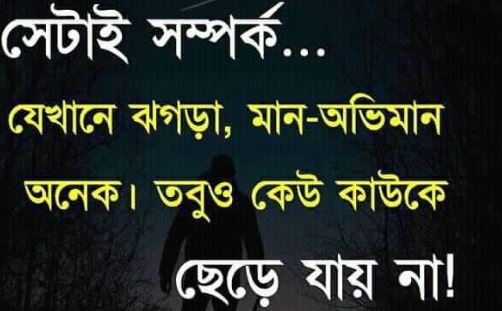 সেটাই সম্পর্ক...
যেখানে ঝগড়া, মান-অভিমান
অনেক। তবুও কেউ কাউকে
ছেড়ে যায় না!